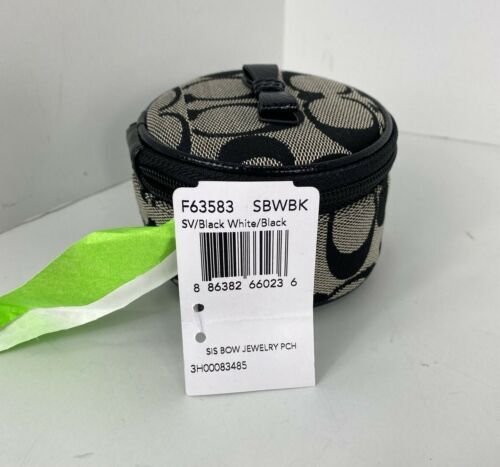 F63583 SBWBK
SV/Black White/Black
8 86382 66023 6
SIS BOW JEWELRY PCH
3H00083485